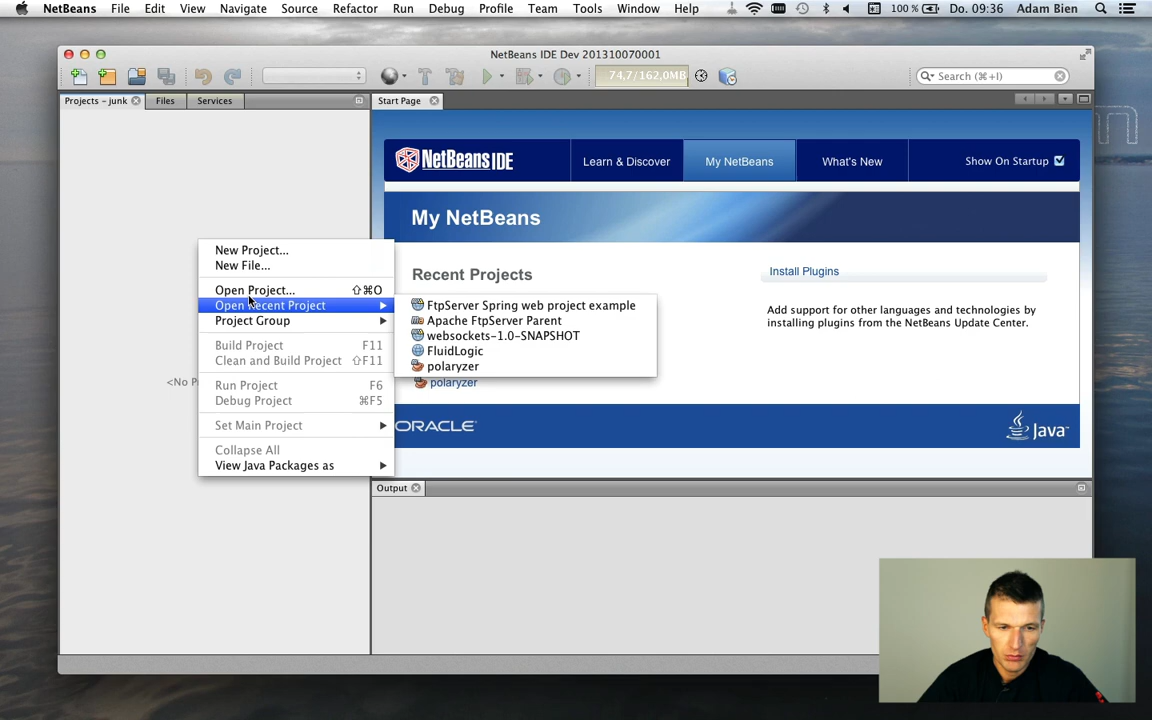 NetBeans File Edit View Navigate Source Refactor Run Debug Profile Team Tools Window Help 100 % Do. 09:36 Adam Bien
NetBeans IDE Dev 201310070001
74,7/162,0MB
Search (⌘+I)
Projects – junk Files Services
Start Page
NetBeans IDE
Learn & Discover My NetBeans What's New Show On Startup
My NetBeans
New Project...
New File...
Open Project... ⇧⌘O
Open Recent Project
Project Group
Build Project F11
Clean and Build Project ⇧F11
Run Project F6
Debug Project ⌘F5
Set Main Project
Collapse All
View Java Packages as
<No P
Recent Projects
FtpServer Spring web project example
Apache FtpServer Parent
websockets-1.0-SNAPSHOT
FluidLogic
polaryzer
polaryzer
Install Plugins
Add support for other languages and technologies by
installing plugins from the NetBeans Update Center.
ORACLE
Java
Output